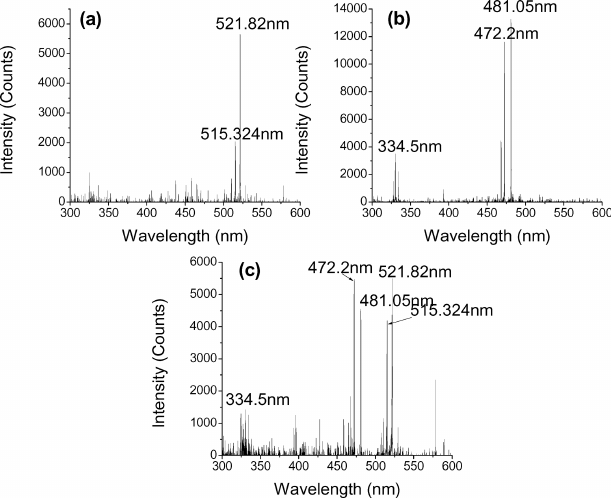 (a)
521.82nm
515.324nm
Intensity (Counts)
6000
5000
4000
3000
2000
1000
0
300 350 400 450 500 550 600
Wavelength (nm)
(b)
481.05nm
472.2nm
334.5nm
Intensity (Counts)
14000
12000
10000
8000
6000
4000
2000
0
300 350 400 450 500 550 600
Wavelength (nm)
(c)
472.2nm
521.82nm
481.05nm
515.324nm
334.5nm
Intensity (Counts)
6000
5000
4000
3000
2000
1000
0
300 350 400 450 500 550 600
Wavelength (nm)